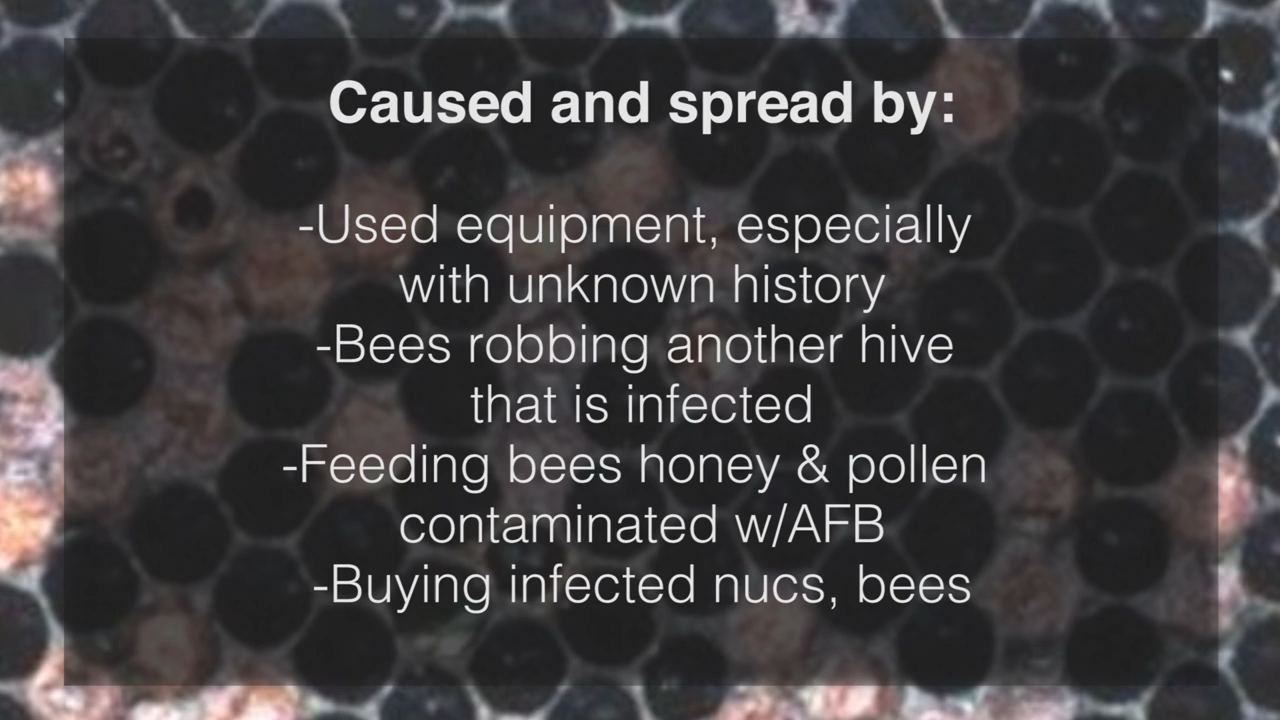 Caused and spread by:
-Used equipment, especially
with unknown history
-Bees robbing another hive
that is infected
-Feeding bees honey & pollen
contaminated w/AFB
-Buying infected nucs, bees